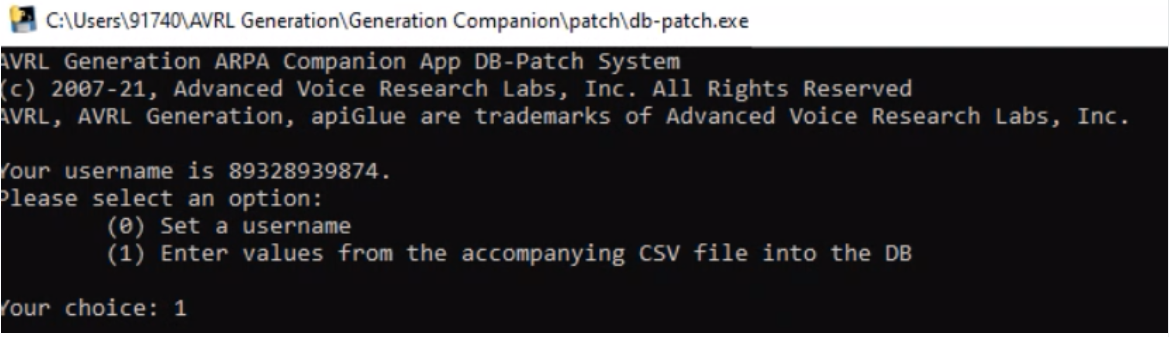 C:\Users\91740\AVRL Generation\Generation Companion\patch\db-patch.exe
AVRL Generation ARPA Companion App DB-Patch System
(c) 2007-21, Advanced Voice Research Labs, Inc. All Rights Reserved
AVRL, AVRL Generation, apiGlue are trademarks of Advanced Voice Research Labs, Inc.
Your username is 89328939874.
Please select an option:
(0) Set a username
(1) Enter values from the accompanying CSV file into the DB
Your choice: 1